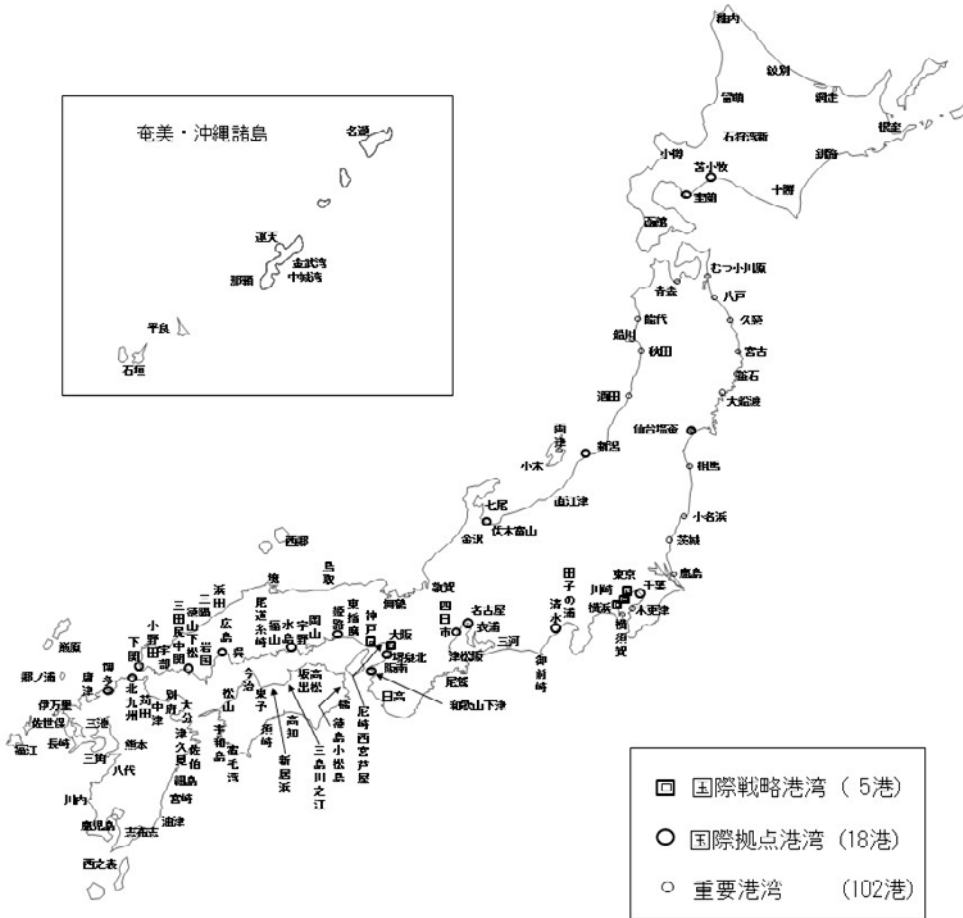 稚内
紋別
留萌
網走
根室
石狩湾新
小樽
釧路
苫小牧
十勝
室蘭
函館
奄美・沖縄諸島
名瀬
運天
金武湾
中城湾
那覇
平良
石垣
むつ小川原
青森
八戸
能代
久慈
船川
秋田
宮古
釜石
酒田
大船渡
仙台塩釜
両津
新潟
小木
相馬
直江津
七尾
伏木富山
金沢
小名浜
茨城
鹿島
西郷
境
鳥取
浜田
敦賀
舞鶴
田子の浦
清水
川崎
東京
千葉
横浜
木更津
横須賀
四日市
名古屋
衣浦
三河
津松阪
御前崎
尾鷲
日高
和歌山下津
大阪
堺泉北
阪南
神戸
東播磨
姫路
岡山
宇野
水島
福山
尾道糸崎
呉
広島
岩国
徳山下松
三田尻中関
宇部
小野田
下関
三隅
厳原
郷ノ浦
博多
唐津
伊万里
佐世保
長崎
福江
三池
三角
熊本
八代
川内
鹿児島
志布志
西之表
北九州
苅田
中津
別府
大分
津久見
佐伯
細島
宮崎
油津
松山
今治
東予
宇和島
宿毛湾
須崎
高知
新居浜
三島川之江
坂出
高松
橘
徳島小松島
尼崎西宮芦屋
国際戦略港湾 ( 5港)
国際拠点港湾 (18港)
重要港湾 (102港)